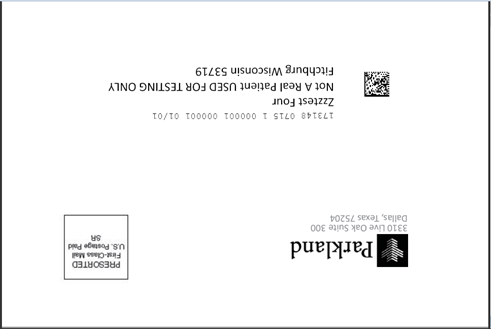 Parkland
3310 Live Oak Suite 300
Dallas, Texas 75204
PRESORTED
First-Class Mail
U.S. Postage Paid
SR
173148 0715 1 000001 000001 01/01
Zzztest Four
Not A Real Patient USED FOR TESTING ONLY
Fitchburg Wisconsin 53719